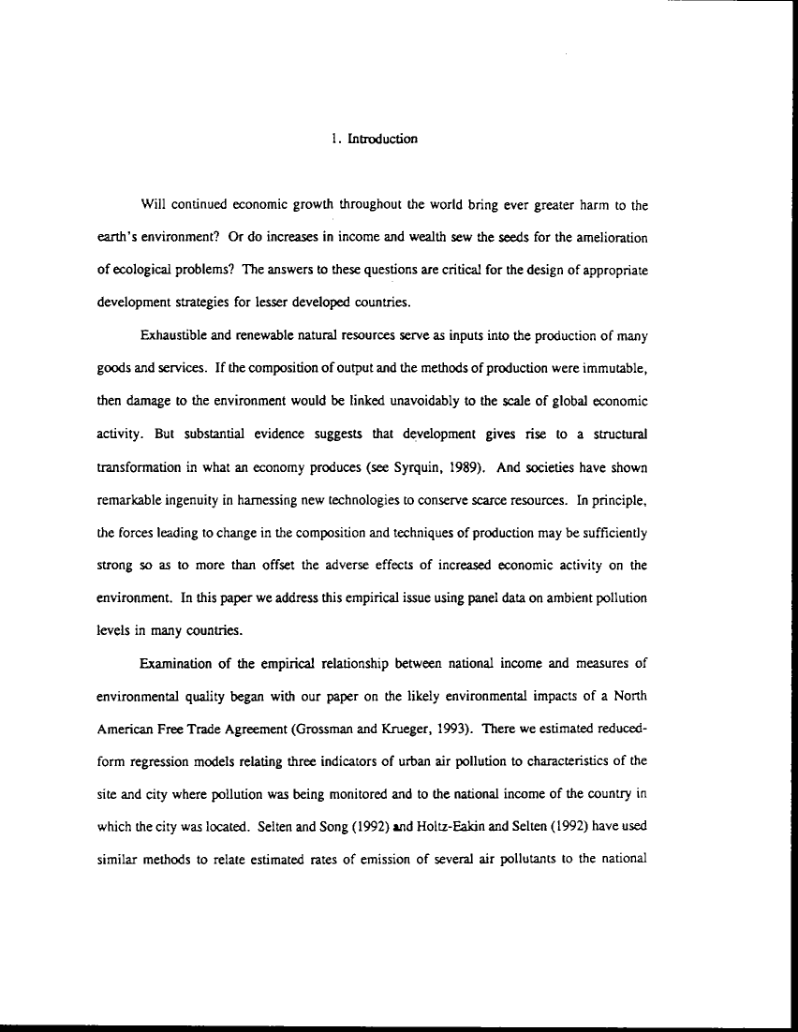 1. Introduction
Will continued economic growth throughout the world bring ever greater harm to the
earth's environment? Or do increases in income and wealth sew the seeds for the amelioration
of ecological problems? The answers to these questions are critical for the design of appropriate
development strategies for lesser developed countries.
Exhaustible and renewable natural resources serve as inputs into the production of many
goods and services. If the composition of output and the methods of production were immutable,
then damage to the environment would be linked unavoidably to the scale of global economic
activity. But substantial evidence suggests that development gives rise to a structural
transformation in what an economy produces (see Syrquin, 1989). And societies have shown
remarkable ingenuity in harnessing new technologies to conserve scarce resources. In principle,
the forces leading to change in the composition and techniques of production may be sufficiently
strong so as to more than offset the adverse effects of increased economic activity on the
environment. In this paper we address this empirical issue using panel data on ambient pollution
levels in many countries.
Examination of the empirical relationship between national income and measures of
environmental quality began with our paper on the likely environmental impacts of a North
American Free Trade Agreement (Grossman and Krueger, 1993). There we estimated reduced-
form regression models relating three indicators of urban air pollution to characteristics of the
site and city where pollution was being monitored and to the national income of the country in
which the city was located. Selten and Song (1992) and Holtz-Eakin and Selten (1992) have used
similar methods to relate estimated rates of emission of several air pollutants to the national